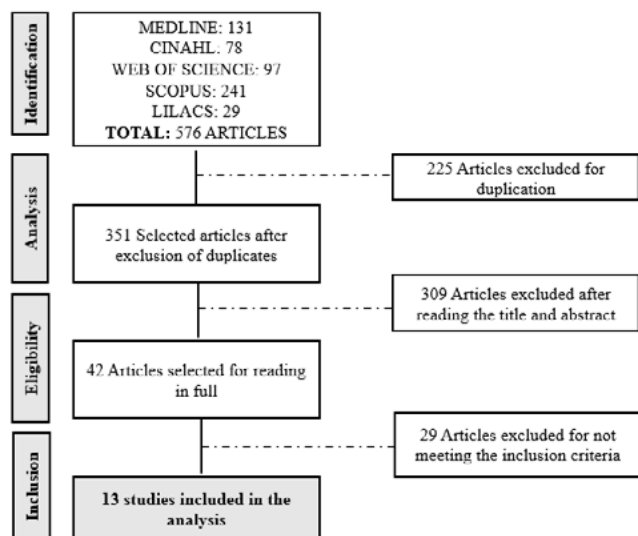 Identification
MEDLINE: 131
CINAHL: 78
WEB OF SCIENCE: 97
SCOPUS: 241
LILACS: 29
TOTAL: 576 ARTICLES
225 Articles excluded for
duplication
Analysis
351 Selected articles after
exclusion of duplicates
309 Articles excluded after
reading the title and abstract
Eligibility
42 Articles selected for reading
in full
29 Articles excluded for not
meeting the inclusion criteria
Inclusion
13 studies included in the
analysis